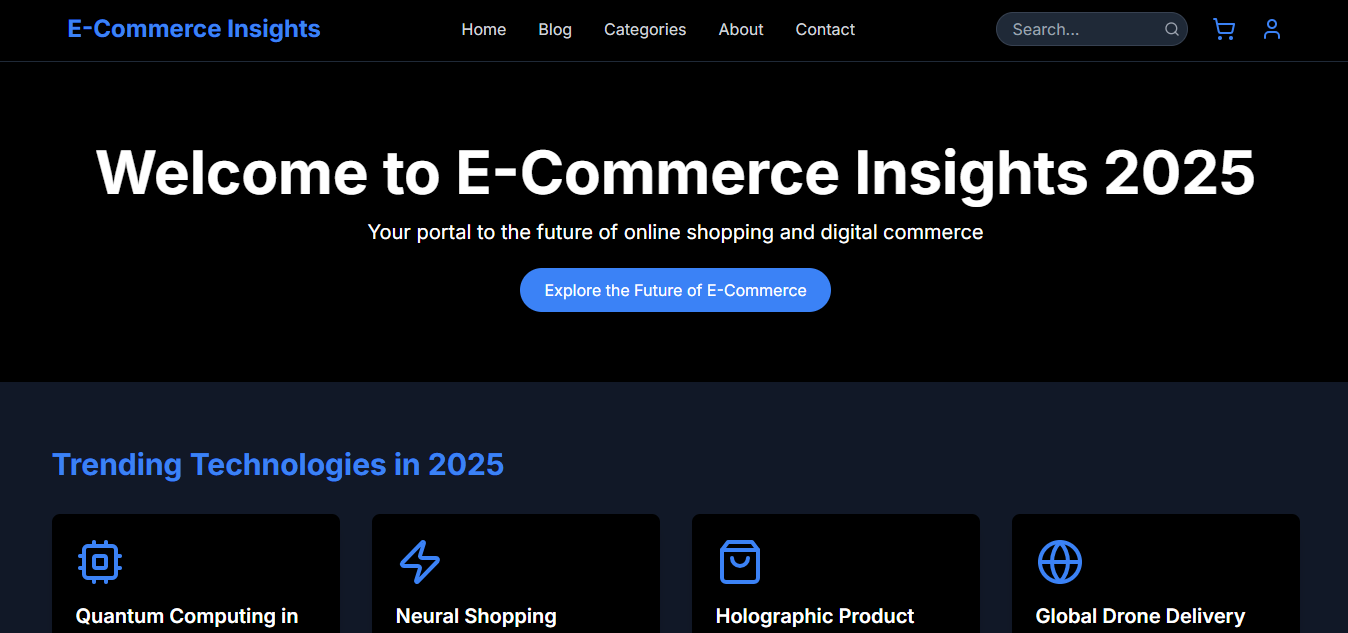 E-Commerce Insights
Home
Blog
Categories
About
Contact
Search...
Welcome to E-Commerce Insights 2025
Your portal to the future of online shopping and digital commerce
Explore the Future of E-Commerce
Trending Technologies in 2025
Quantum Computing in
Neural Shopping
Holographic Product
Global Drone Delivery